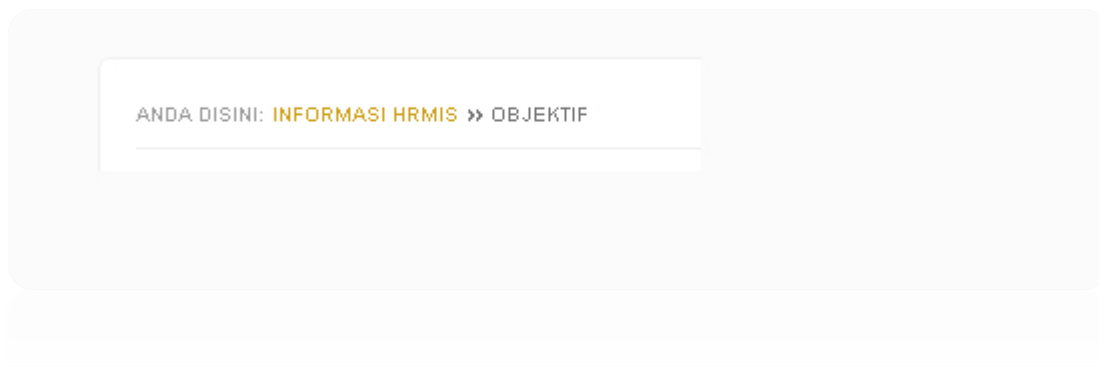 ANDA DISINI: INFORMASI HRMIS » OBJEKTIF